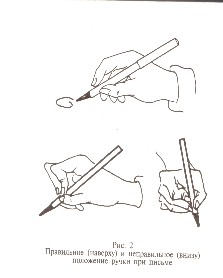 Рис. 2
Правильное (наверху) и неправильное (внизу)
положение ручки при письме